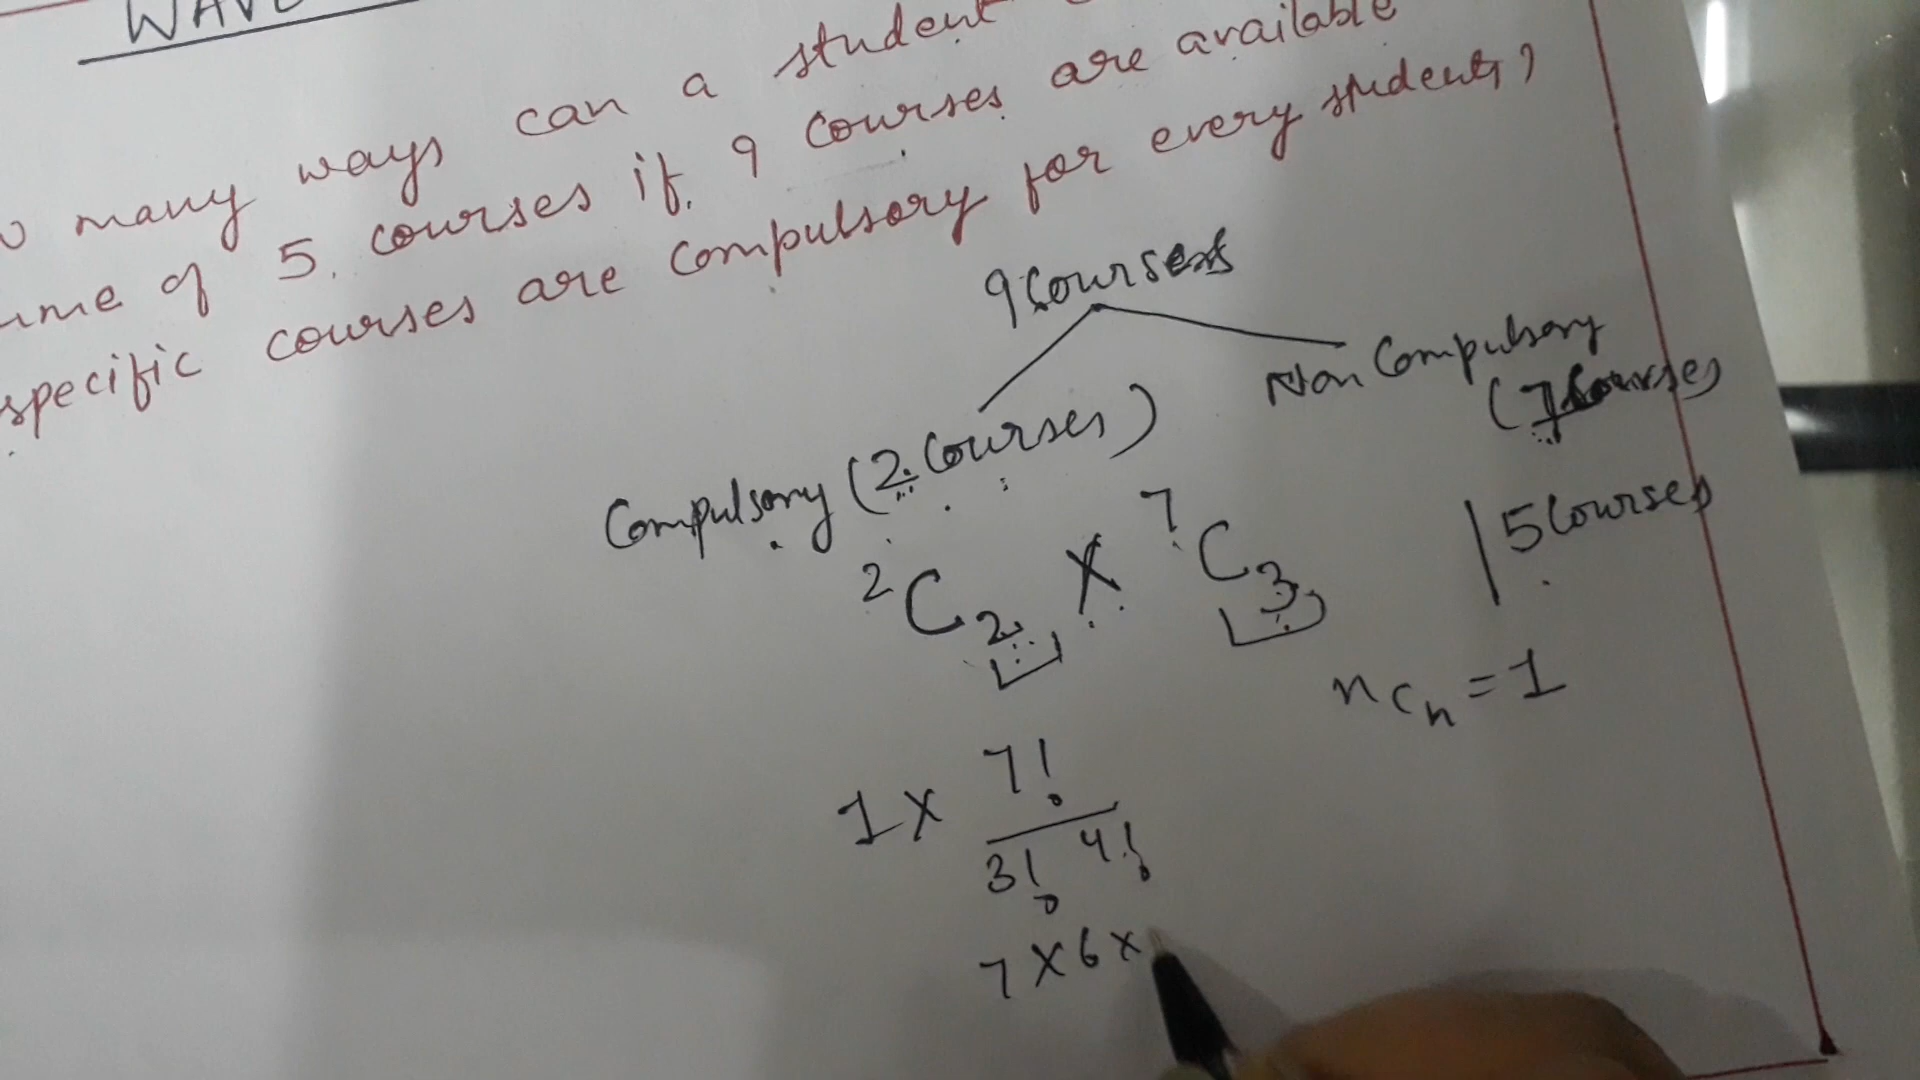 many ways can a student
of 5 courses if 9 courses are available
specific courses are compulsory for every students?
9 Courses
Compulsory (2 Courses)
Non Compulsory
(7 Courses
²C₂ X ⁷C₃
5 Courses
nCn = 1
1 x 7!
3! 4!
7 X 6 x